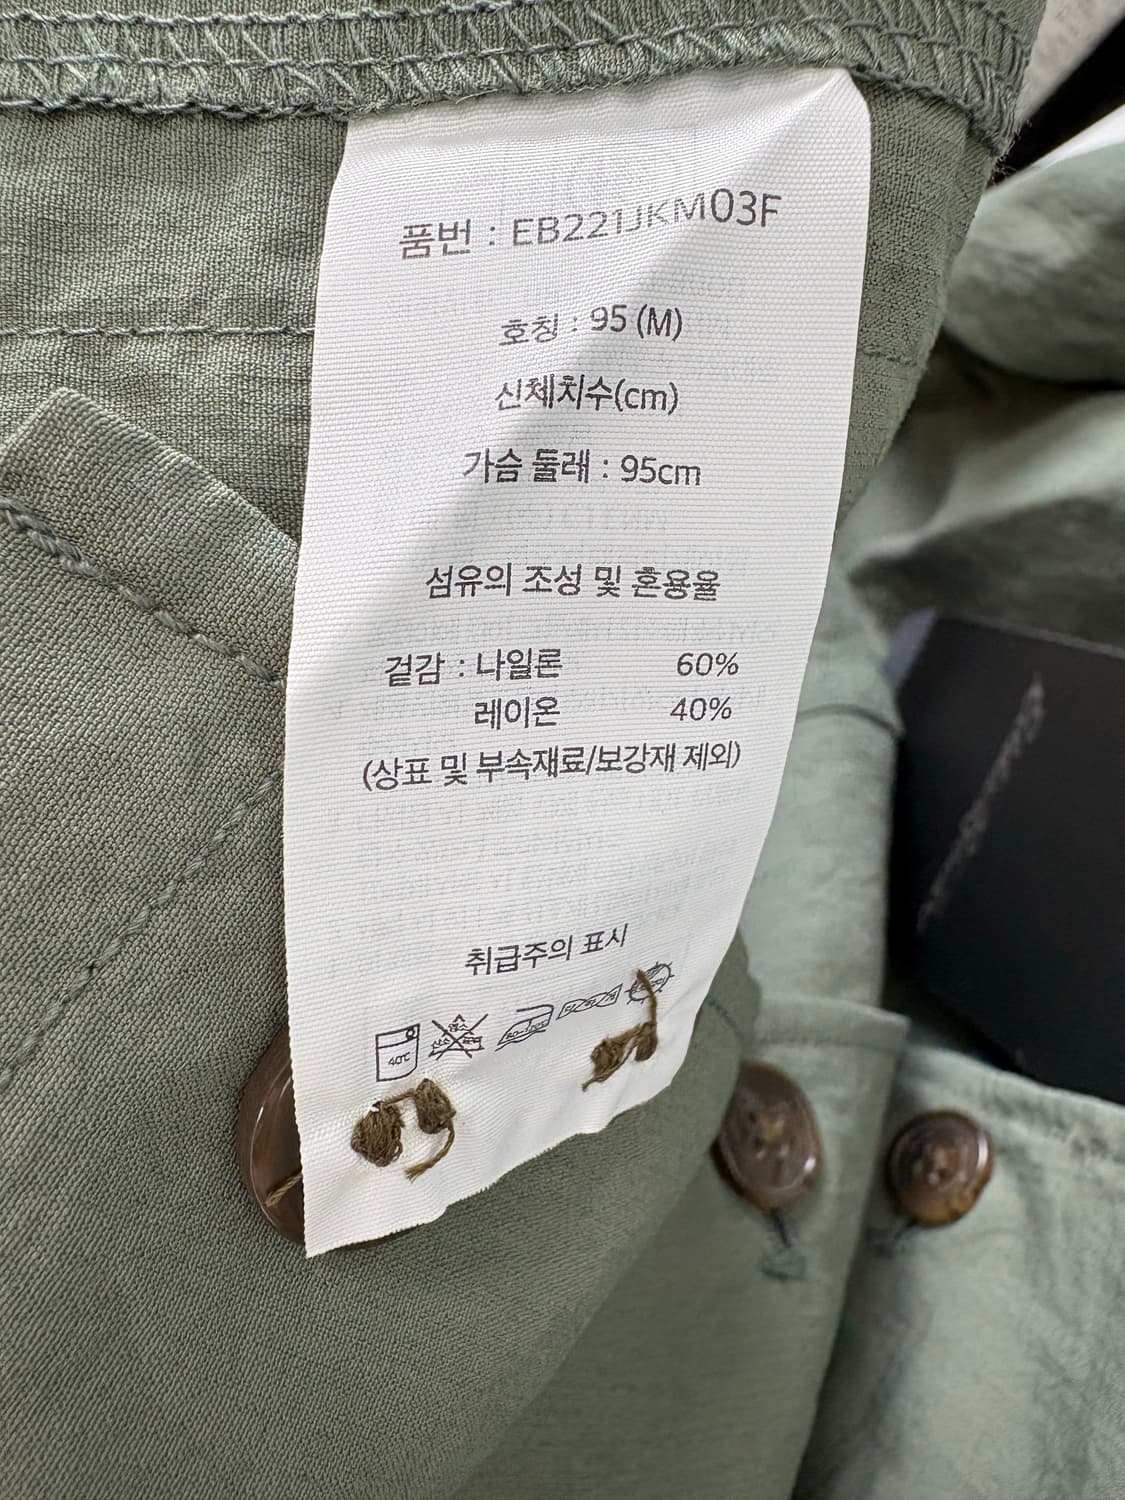 품번 : EB221JKM03F
호칭 : 95 (M)
신체치수(cm)
가슴 둘레 : 95cm
섬유의 조성 및 혼용율
겉감 : 나일론 60%
레이온 40%
(상표 및 부속재료/보강재 제외)
취급주의 표시
40℃